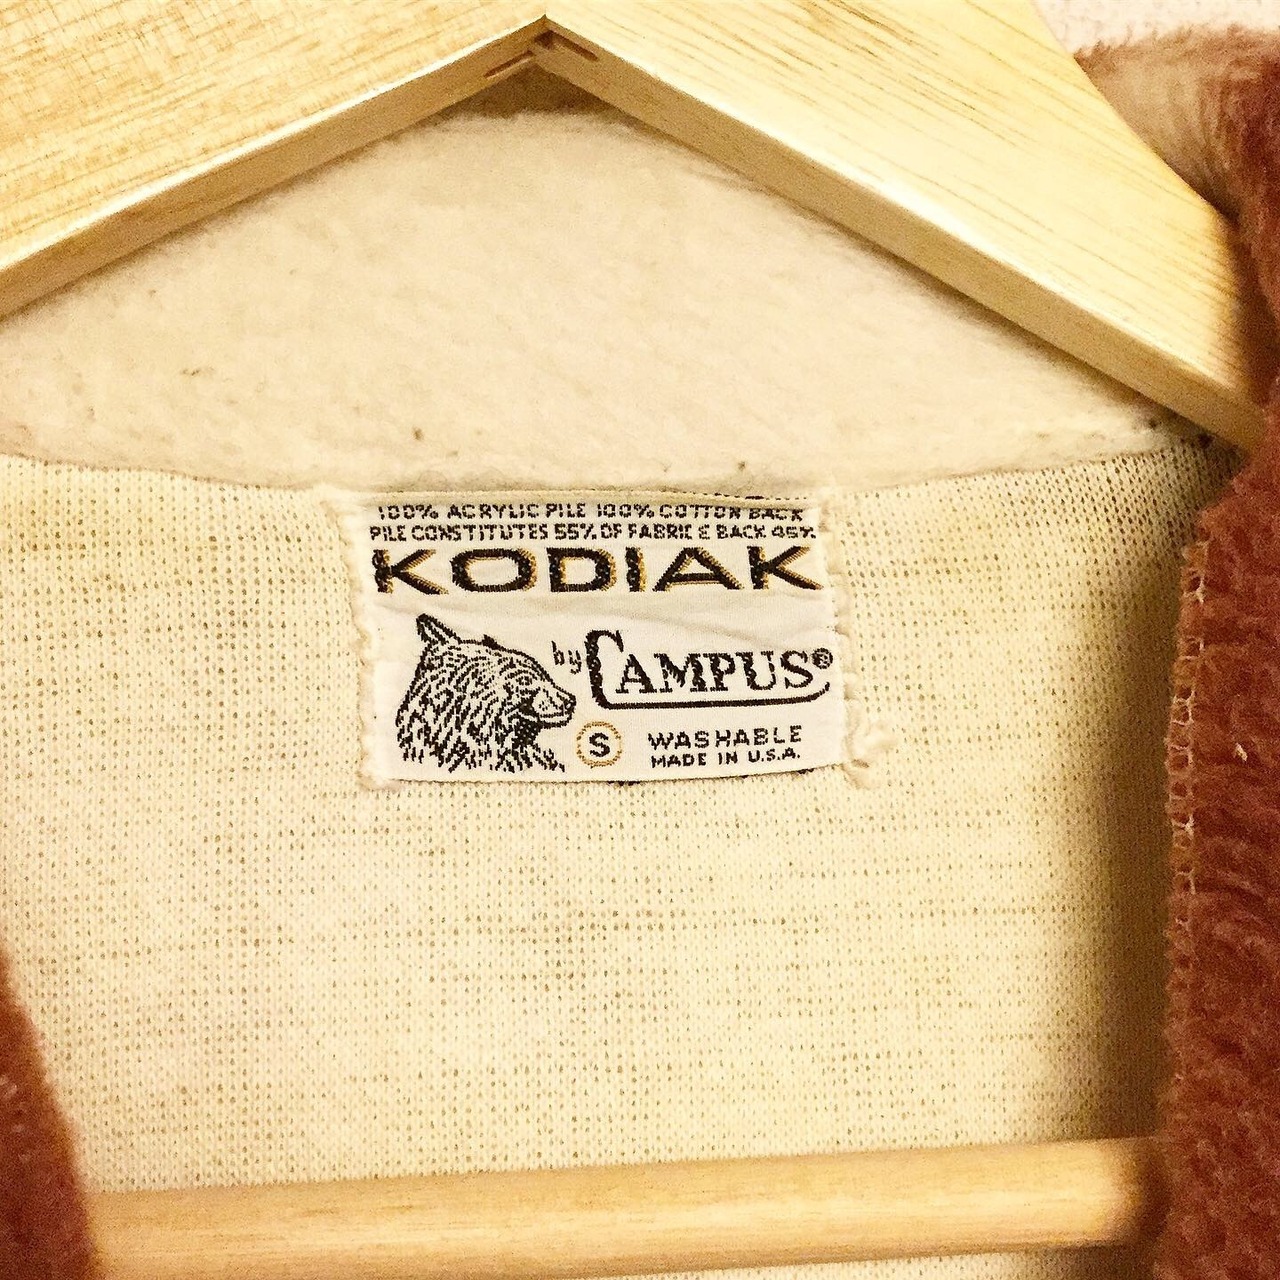 100% ACRYLIC PILE 100% COTTON BACK
PILE CONSTITUTES 55% OF FABRIC & BACK 45%
KODIAK
by CAMPUS®
S WASHABLE
MADE IN U.S.A.